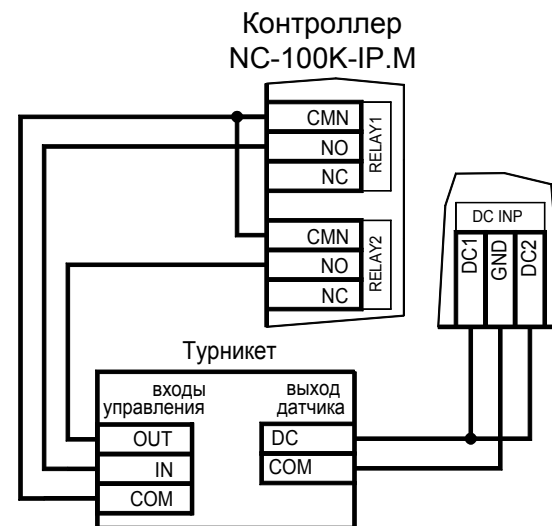 Контроллер
NC-100K-IP.M
CMN
NO
NC
RELAY1
CMN
NO
NC
RELAY2
DC INP
DC1
GND
DC2
Турникет
входы
управления
OUT
IN
COM
выход
датчика
DC
COM